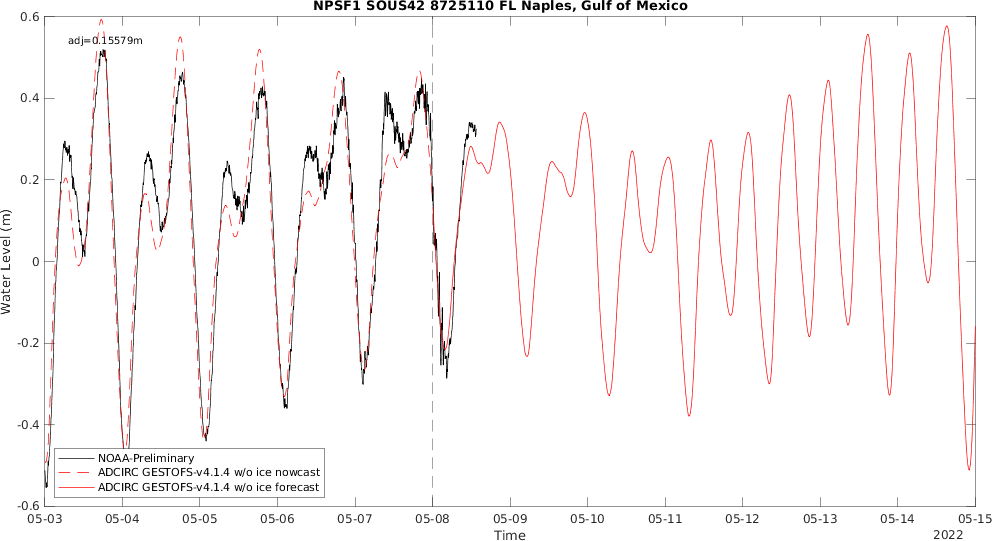 NPSF1 SOUS42 8725110 FL Naples, Gulf of Mexico
adj=0.15579m
0.6
0.4
0.2
0
-0.2
-0.4
-0.6
Water Level (m)
NOAA-Preliminary
ADCIRC GESTOFS-v4.1.4 w/o ice nowcast
ADCIRC GESTOFS-v4.1.4 w/o ice forecast
05-03 05-04 05-05 05-06 05-07 05-08 05-09 05-10 05-11 05-12 05-13 05-14 05-15
Time
2022